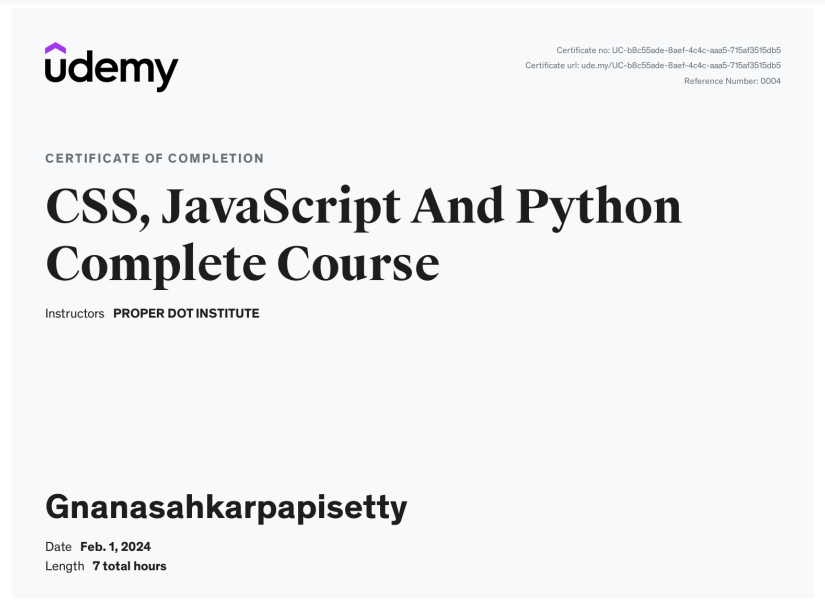 udemy
Certificate no: UC-b8c55ade-8aef-4c4c-aaa5-715af3515db5
Certificate url: ude.my/UC-b8c55ade-8aef-4c4c-aaa5-715af3515db5
Reference Number: 0004
CERTIFICATE OF COMPLETION
CSS, JavaScript And Python
Complete Course
Instructors PROPER DOT INSTITUTE
Gnanasahkarpapisetty
Date Feb. 1, 2024
Length 7 total hours